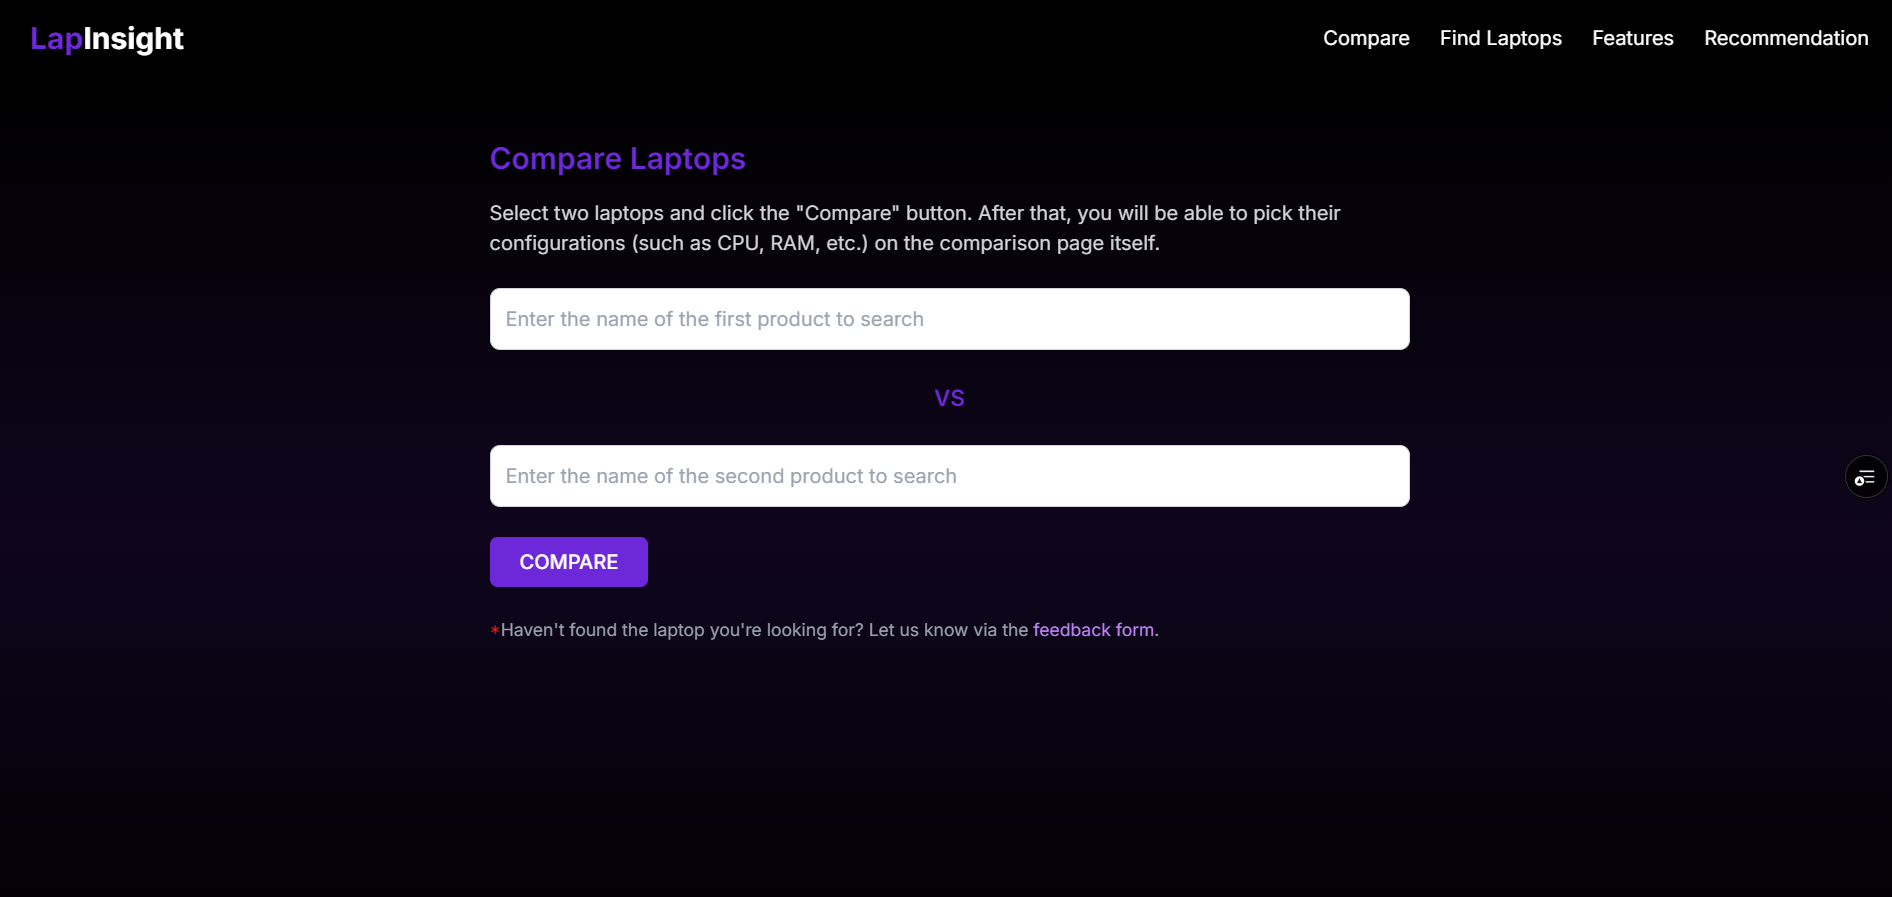 LapInsight
Compare Find Laptops Features Recommendation
Compare Laptops
Select two laptops and click the "Compare" button. After that, you will be able to pick their
configurations (such as CPU, RAM, etc.) on the comparison page itself.
Enter the name of the first product to search
VS
Enter the name of the second product to search
COMPARE
*Haven't found the laptop you're looking for? Let us know via the feedback form.